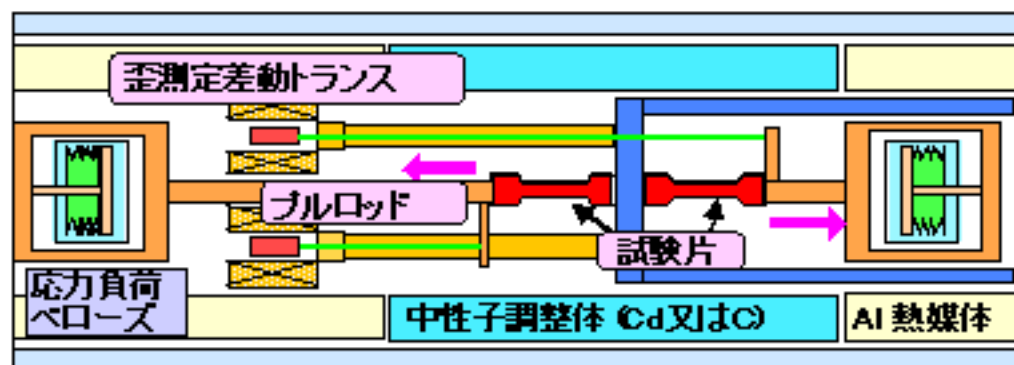 歪測定差動トランス
プルロッド
試験片
応力負荷
ベローズ
中性子調整体 (Cd又はC)
Al 熱媒体